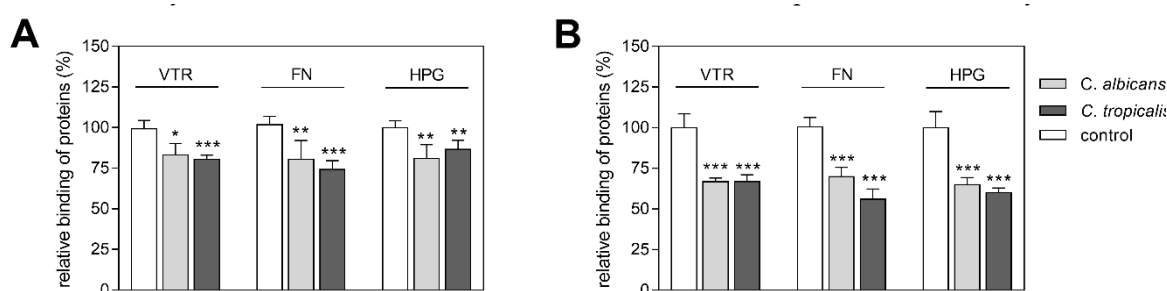 A
relative binding of proteins (%)
150
125
100
75
50
25
0
VTR
FN
HPG
*
***
**
***
**
**
B
relative binding of proteins (%)
150
125
100
75
50
25
0
VTR
FN
HPG
***
***
***
***
***
***
C. albicans
C. tropicalis
control